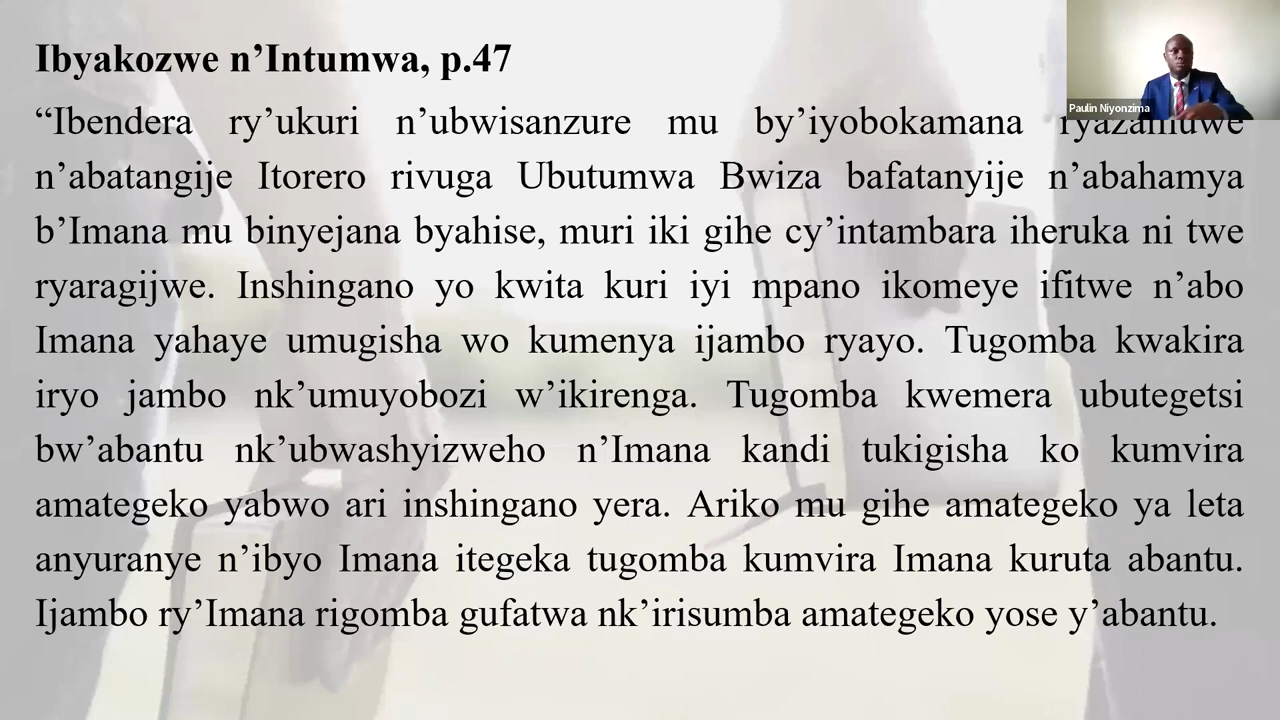 Ibyakozwe n’Intumwa, p.47
Paulin Niyonzima
“Ibendera ry’ukuri n’ubwisanzure mu by’iyobokamana
n’abatangije Itorero rivuga Ubutumwa Bwiza bafatanyije n’abahamya
b’Imana mu binyejana byahise, muri iki gihe cy’intambara iheruka ni twe
ryaragijwe. Inshingano yo kwita kuri iyi mpano ikomeye ifitwe n’abo
Imana yahaye umugisha wo kumenya ijambo ryayo. Tugomba kwakira
iryo jambo nk’umuyobozi w’ikirenga. Tugomba kwemera ubutegetsi
bw’abantu nk’ubwashyizweho n’Imana kandi tukigisha ko kumvira
amategeko yabwo ari inshingano yera. Ariko mu gihe amategeko ya leta
anyuranye n’ibyo Imana itegeka tugomba kumvira Imana kuruta abantu.
Ijambo ry’Imana rigomba gufatwa nk’irisumba amategeko yose y’abantu.